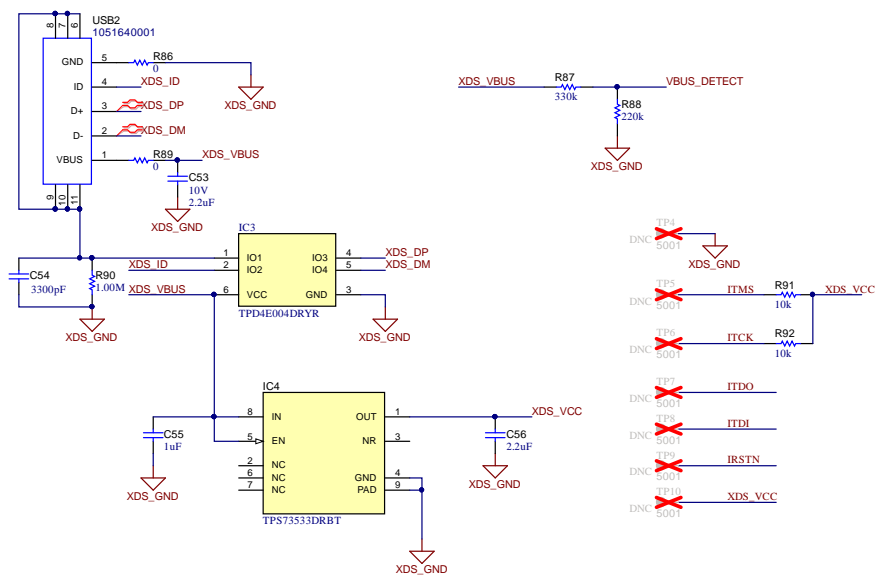 USB2
1051640001
8
7
6
GND
5
R86
0
XDS_GND
ID
4
XDS_ID
D+
3
XDS_DP
D-
2
XDS_DM
VBUS
1
R89
0
XDS_VBUS
C53
10V
2.2uF
XDS_GND
9
10
11
XDS_VBUS
R87
330k
VBUS_DETECT
R88
220k
XDS_GND
C54
3300pF
R90
1.00M
XDS_GND
XDS_ID
XDS_VBUS
IC3
1
IO1
2
IO2
6
VCC
IO3
4
XDS_DP
IO4
5
XDS_DM
GND
3
TPD4E004DRYR
XDS_GND
IC4
8
IN
5
EN
2
NC
6
NC
7
NC
OUT
1
XDS_VCC
NR
3
GND
4
PAD
9
TPS73533DRBT
XDS_GND
C55
1uF
XDS_GND
C56
2.2uF
XDS_GND
TP4
DNC
5001
XDS_GND
TP5
DNC
5001
ITMS
R91
10k
XDS_VCC
TP6
DNC
5001
ITCK
R92
10k
TP7
DNC
5001
ITDO
TP8
DNC
5001
ITDI
TP9
DNC
5001
IRSTN
TP10
DNC
5001
XDS_VCC